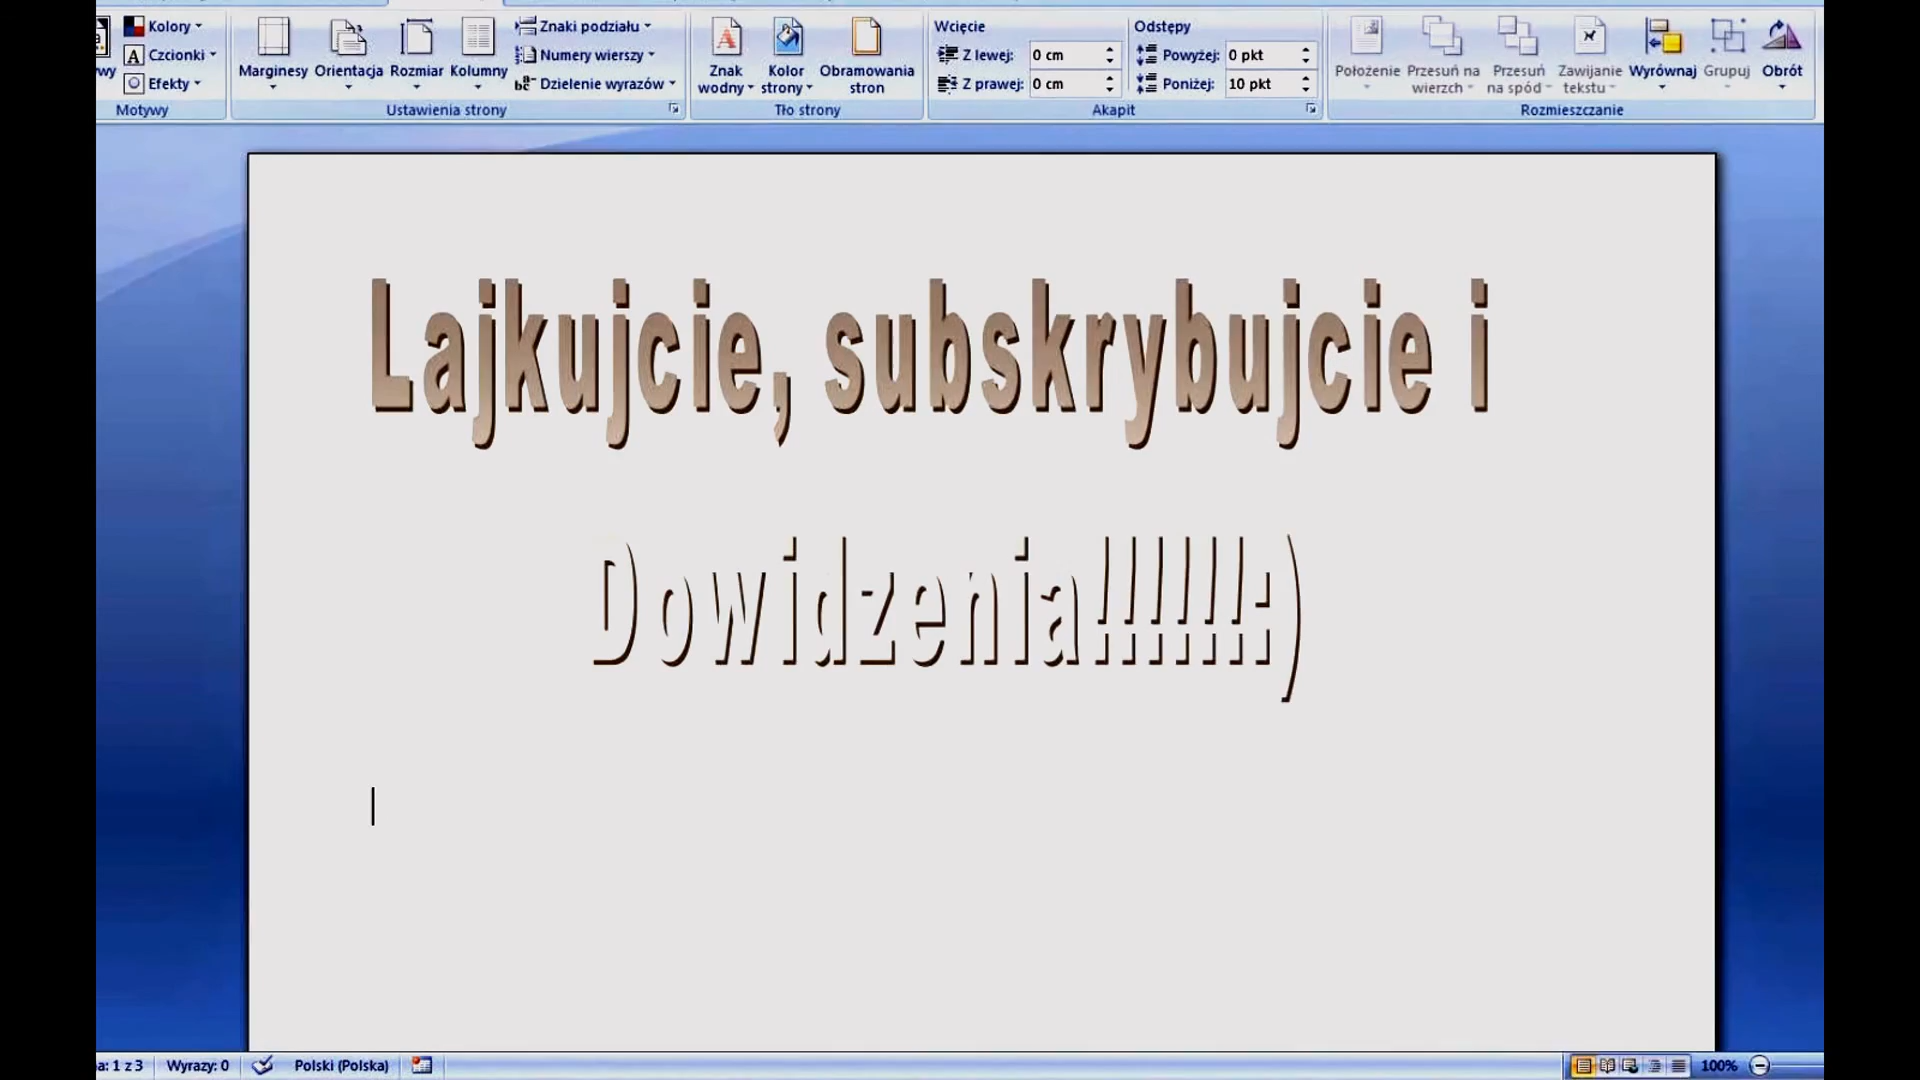 Kolory
Czcionki
Efekty
Motywy
Marginesy
Orientacja
Rozmiar
Kolumny
Znaki podziału
Numery wierszy
Dzielenie wyrazów
Ustawienia strony
Znak wodny
Kolor strony
Obramowania stron
Tło strony
Wcięcie
Z lewej: 0 cm
Z prawej: 0 cm
Odstępy
Powyżej: 0 pkt
Poniżej: 10 pkt
Akapit
Położenie
Przesuń na wierzch
Przesuń na spód
Zawijanie tekstu
Wyrównaj
Grupuj
Obrót
Rozmieszczanie
Lajkujcie, subskrybujcie i
Dowidzenia!!!!!!:)
a: 1 z 3
Wyrazy: 0
Polski (Polska)
100%